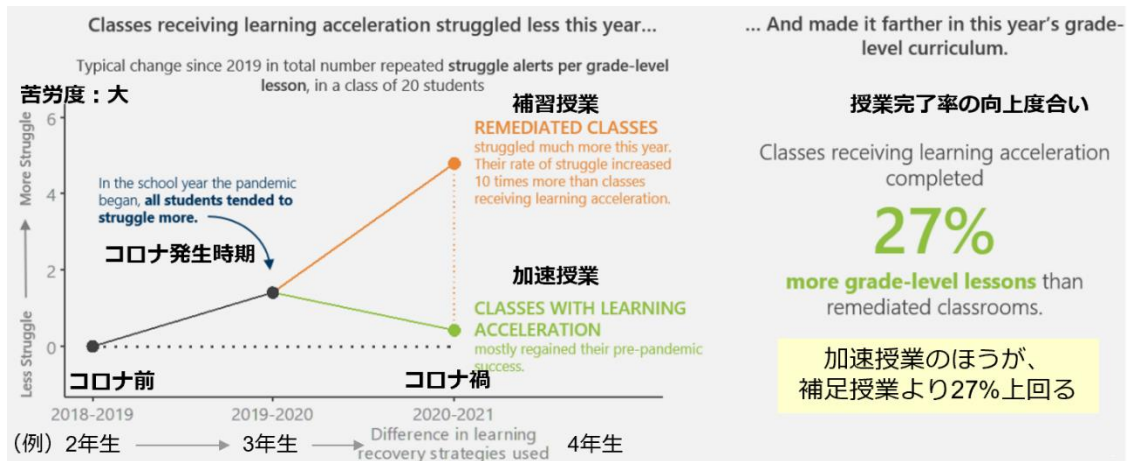 Classes receiving learning acceleration struggled less this year...
Typical change since 2019 in total number repeated struggle alerts per grade-level
lesson, in a class of 20 students
苦労度：大
6
4
2
0
More Struggle
Less Struggle
In the school year the pandemic
began, all students tended to
struggle more.
コロナ発生時期
補習授業
REMEDIATED CLASSES
struggled much more this year.
Their rate of struggle increased
10 times more than classes
receiving learning acceleration.
加速授業
CLASSES WITH LEARNING
ACCELERATION
mostly regained their pre-pandemic
success.
コロナ前
コロナ禍
2018-2019
2019-2020
2020-2021
（例）2年生
3年生
Difference in learning
recovery strategies used
4年生
... And made it farther in this year's grade-
level curriculum.
授業完了率の向上度合い
Classes receiving learning acceleration
completed
27%
more grade-level lessons than
remediated classrooms.
加速授業のほうが、
補足授業より27%上回る